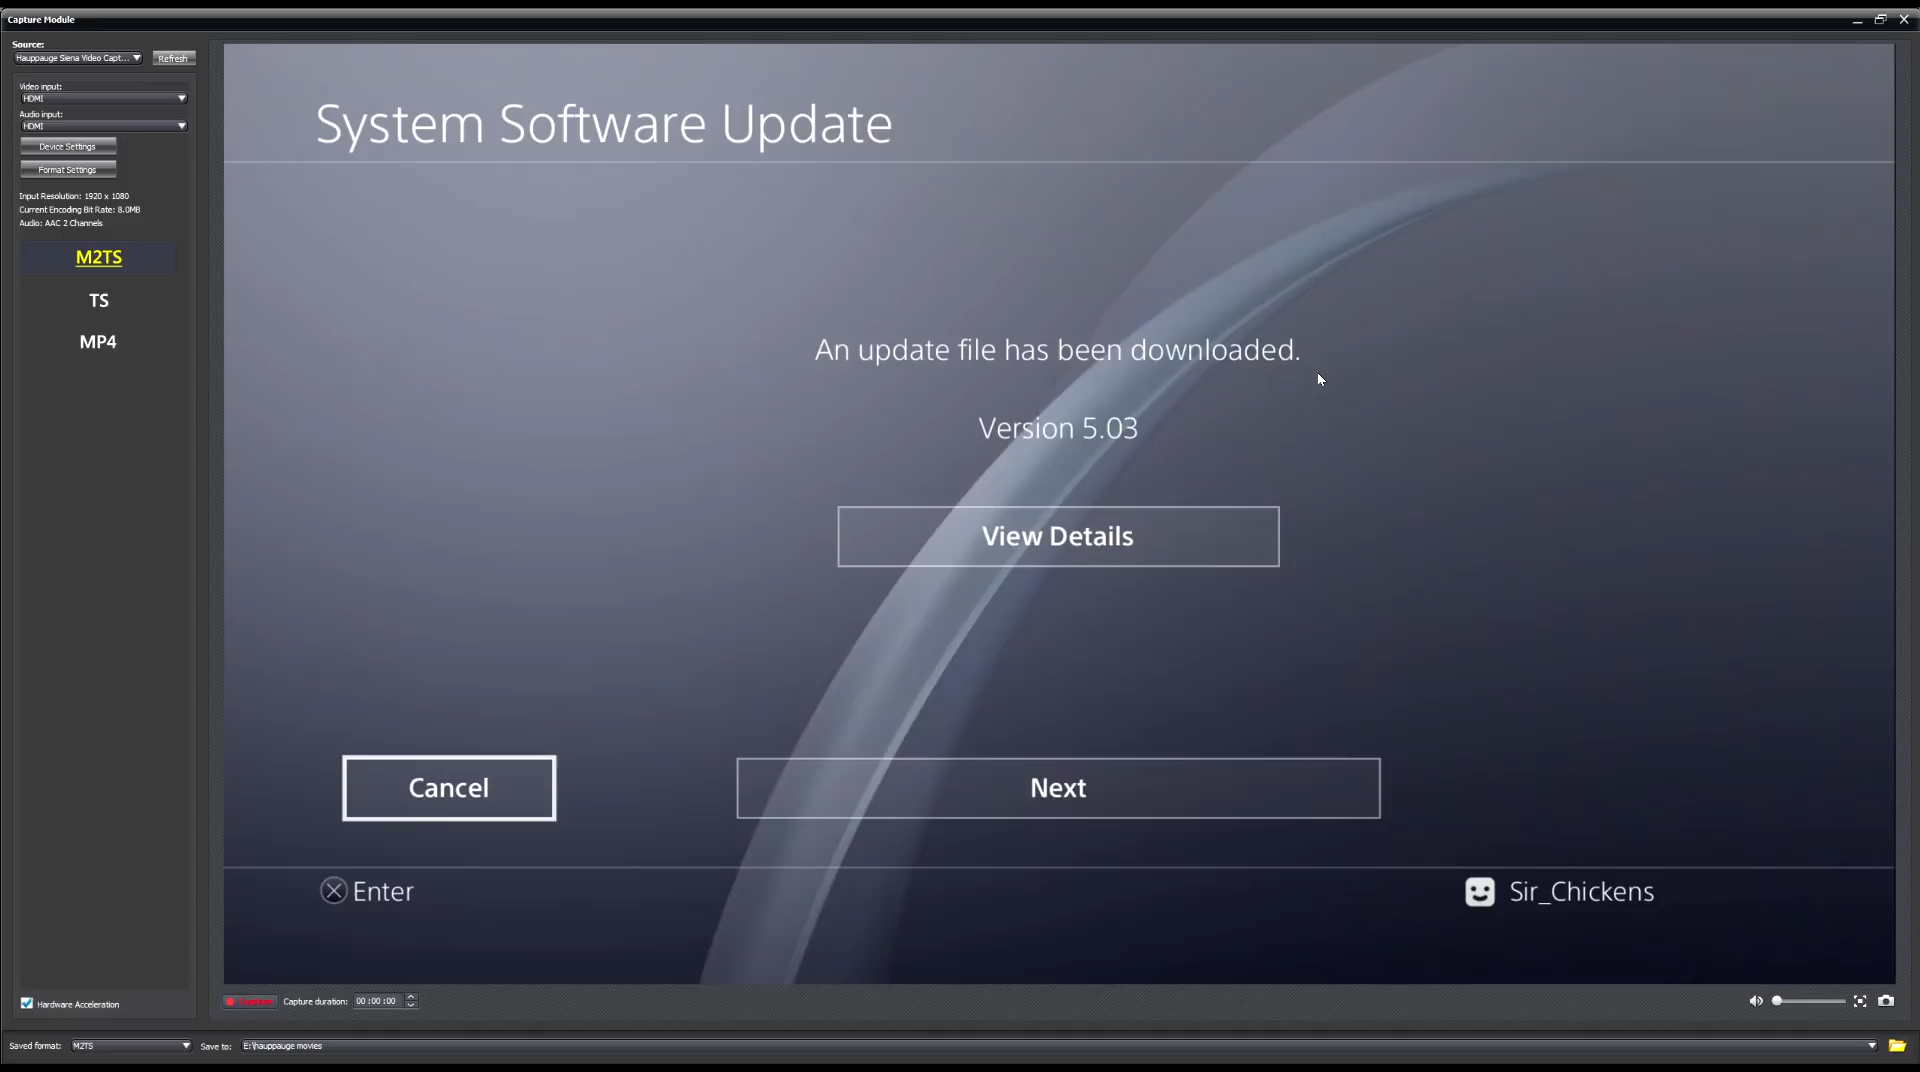 Capture Module
Source:
Hauppauge Siena Video Capt...
Refresh
Video input:
HDMI
Audio input:
HDMI
Device Settings
Format Settings
Input Resolution: 1920 x 1080
Current Encoding Bit Rate: 8.0MB
Audio: AAC 2 Channels
M2TS
TS
MP4
System Software Update
An update file has been downloaded.
Version 5.03
View Details
Cancel
Next
Enter
Sir_Chickens
Hardware Acceleration
Capture
Capture duration:
00 :00 :00
Saved format:
M2TS
Save to:
E:\hauppauge movies